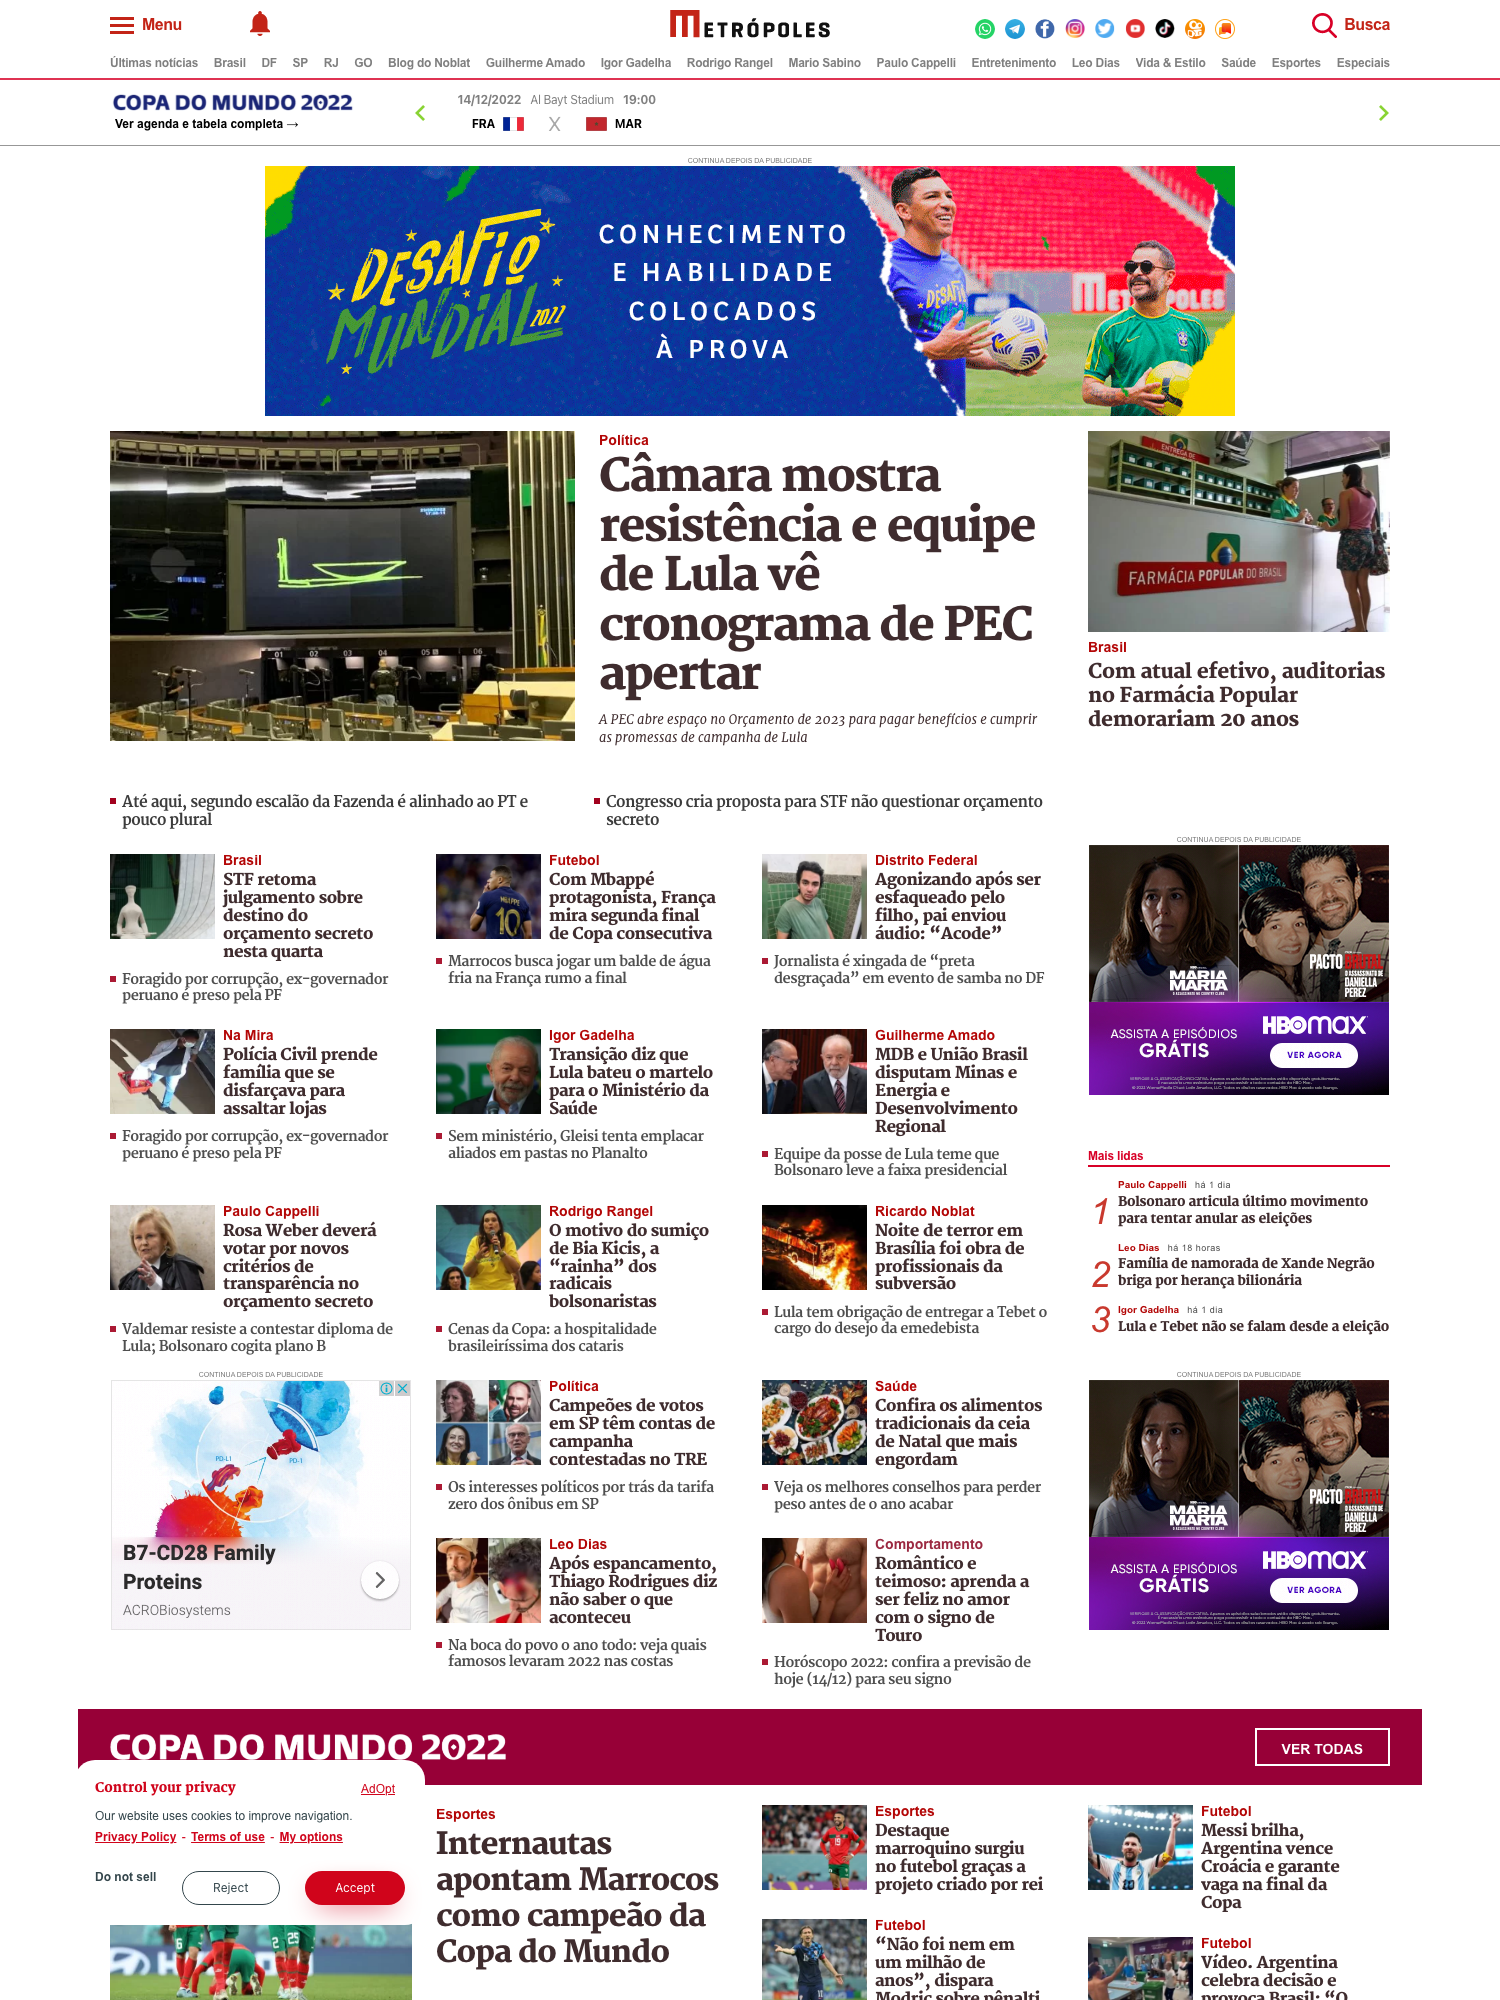 Menu
METRÓPOLES
Busca
Últimas notícias Brasil DF SP RJ GO Blog do Noblat Guilherme Amado Igor Gadelha Rodrigo Rangel Mario Sabino Paulo Cappelli Entretenimento Leo Dias Vida & Estilo Saúde Esportes Especiais
COPA DO MUNDO 2022
Ver agenda e tabela completa →
14/12/2022 Al Bayt Stadium 19:00
FRA X MAR
CONTINUA DEPOIS DA PUBLICIDADE
DESAFIO
MUNDIAL 2022
CONHECIMENTO
E HABILIDADE
COLOCADOS
À PROVA
METRÓPOLES
Política
Câmara mostra
resistência e equipe
de Lula vê
cronograma de PEC
apertar
A PEC abre espaço no Orçamento de 2023 para pagar benefícios e cumprir
as promessas de campanha de Lula
FARMÁCIA POPULAR DO BRASIL
Brasil
Com atual efetivo, auditorias
no Farmácia Popular
demorariam 20 anos
Até aqui, segundo escalão da Fazenda é alinhado ao PT e
pouco plural
Congresso cria proposta para STF não questionar orçamento
secreto
Brasil
STF retoma
julgamento sobre
destino do
orçamento secreto
nesta quarta
Foragido por corrupção, ex-governador
peruano é preso pela PF
Futebol
Com Mbappé
protagonista, França
mira segunda final
de Copa consecutiva
Marrocos busca jogar um balde de água
fria na França rumo a final
Distrito Federal
Agonizando após ser
esfaqueado pelo
filho, pai enviou
áudio: “Acode”
Jornalista é xingada de “preta
desgraçada” em evento de samba no DF
CONTINUA DEPOIS DA PUBLICIDADE
HAPPY
NEW YEAR
MARIA
MARTA
PACTO
BRUTAL
O ASSASSINATO DE
DANIELLA
PEREZ
ASSISTA A EPISÓDIOS
GRÁTIS
HBOmax
VER AGORA
Na Mira
Polícia Civil prende
família que se
disfarçava para
assaltar lojas
Foragido por corrupção, ex-governador
peruano é preso pela PF
Igor Gadelha
Transição diz que
Lula bateu o martelo
para o Ministério da
Saúde
Sem ministério, Gleisi tenta emplacar
aliados em pastas no Planalto
Guilherme Amado
MDB e União Brasil
disputam Minas e
Energia e
Desenvolvimento
Regional
Equipe da posse de Lula teme que
Bolsonaro leve a faixa presidencial
Mais lidas
1
Paulo Cappelli há 1 dia
Bolsonaro articula último movimento
para tentar anular as eleições
2
Leo Dias há 18 horas
Família de namorada de Xande Negrão
briga por herança bilionária
3
Igor Gadelha há 1 dia
Lula e Tebet não se falam desde a eleição
Paulo Cappelli
Rosa Weber deverá
votar por novos
critérios de
transparência no
orçamento secreto
Valdemar resiste a contestar diploma de
Lula; Bolsonaro cogita plano B
Rodrigo Rangel
O motivo do sumiço
de Bia Kicis, a
“rainha” dos
radicais
bolsonaristas
Cenas da Copa: a hospitalidade
brasileiríssima dos cataris
Ricardo Noblat
Noite de terror em
Brasília foi obra de
profissionais da
subversão
Lula tem obrigação de entregar a Tebet o
cargo do desejo da emedebista
CONTINUA DEPOIS DA PUBLICIDADE
PD-L1
PD-1
B7-CD28 Family
Proteins
ACROBiosystems
Política
Campeões de votos
em SP têm contas de
campanha
contestadas no TRE
Os interesses políticos por trás da tarifa
zero dos ônibus em SP
Saúde
Confira os alimentos
tradicionais da ceia
de Natal que mais
engordam
Veja os melhores conselhos para perder
peso antes de o ano acabar
CONTINUA DEPOIS DA PUBLICIDADE
HAPPY
NEW YEAR
MARIA
MARTA
PACTO
BRUTAL
O ASSASSINATO DE
DANIELLA
PEREZ
ASSISTA A EPISÓDIOS
GRÁTIS
HBOmax
VER AGORA
Leo Dias
Após espancamento,
Thiago Rodrigues diz
não saber o que
aconteceu
Na boca do povo o ano todo: veja quais
famosos levaram 2022 nas costas
Comportamento
Romântico e
teimoso: aprenda a
ser feliz no amor
com o signo de
Touro
Horóscopo 2022: confira a previsão de
hoje (14/12) para seu signo
COPA DO MUNDO 2022
VER TODAS
Control your privacy
AdOpt
Our website uses cookies to improve navigation.
Privacy Policy - Terms of use - My options
Do not sell
Reject
Accept
Esportes
Internautas
apontam Marrocos
como campeão da
Copa do Mundo
Esportes
Destaque
marroquino surgiu
no futebol graças a
projeto criado por rei
Futebol
“Não foi nem em
um milhão de
anos”, dispara
Modric sobre pênalti
Futebol
Messi brilha,
Argentina vence
Croácia e garante
vaga na final da
Copa
Futebol
Vídeo. Argentina
celebra decisão e
provoca Brasil: “O